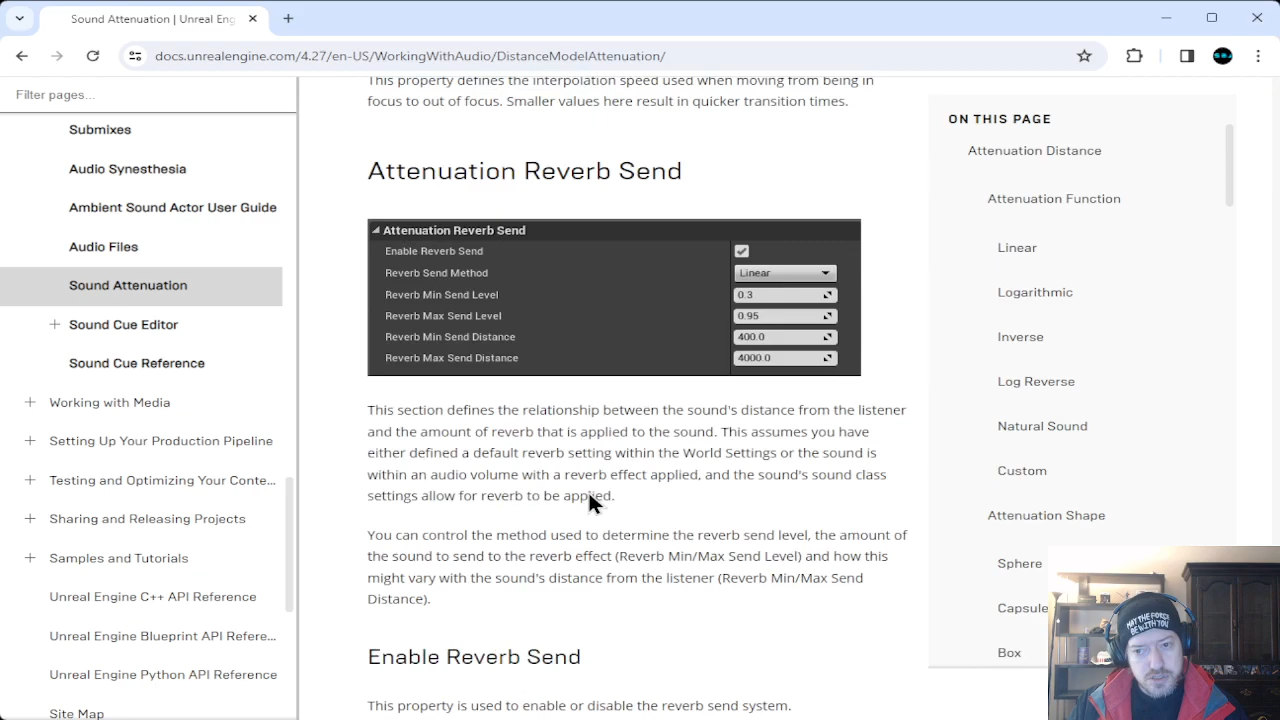 Sound Attenuation | Unreal Eng
docs.unrealengine.com/4.27/en-US/WorkingWithAudio/DistanceModelAttenuation/
Filter pages...
Submixes
Audio Synesthesia
Ambient Sound Actor User Guide
Audio Files
Sound Attenuation
Sound Cue Editor
Sound Cue Reference
Working with Media
Setting Up Your Production Pipeline
Testing and Optimizing Your Conte...
Sharing and Releasing Projects
Samples and Tutorials
Unreal Engine C++ API Reference
Unreal Engine Blueprint API Refere...
Unreal Engine Python API Reference
Site Map
This property defines the interpolation speed used when moving from being in
focus to out of focus. Smaller values here result in quicker transition times.
Attenuation Reverb Send
Attenuation Reverb Send
Enable Reverb Send
Reverb Send Method Linear
Reverb Min Send Level 0.3
Reverb Max Send Level 0.95
Reverb Min Send Distance 400.0
Reverb Max Send Distance 4000.0
This section defines the relationship between the sound's distance from the listener
and the amount of reverb that is applied to the sound. This assumes you have
either defined a default reverb setting within the World Settings or the sound is
within an audio volume with a reverb effect applied, and the sound's sound class
settings allow for reverb to be applied.
You can control the method used to determine the reverb send level, the amount of
the sound to send to the reverb effect (Reverb Min/Max Send Level) and how this
might vary with the sound's distance from the listener (Reverb Min/Max Send
Distance).
Enable Reverb Send
This property is used to enable or disable the reverb send system.
ON THIS PAGE
Attenuation Distance
Attenuation Function
Linear
Logarithmic
Inverse
Log Reverse
Natural Sound
Custom
Attenuation Shape
Sphere
Capsule
Box
MAY THE FORCE
BE WITH YOU
STAR WARS